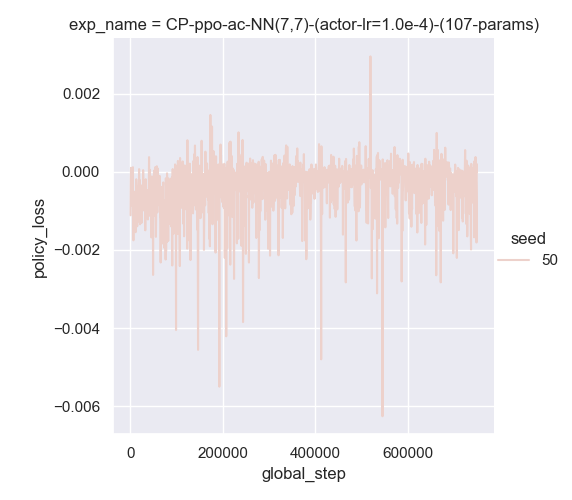 exp_name = CP-ppo-ac-NN(7,7)-(actor-lr=1.0e-4)-(107-params)
0.002
0.000
−0.002
−0.004
−0.006
policy_loss
0
200000
400000
600000
global_step
seed
50